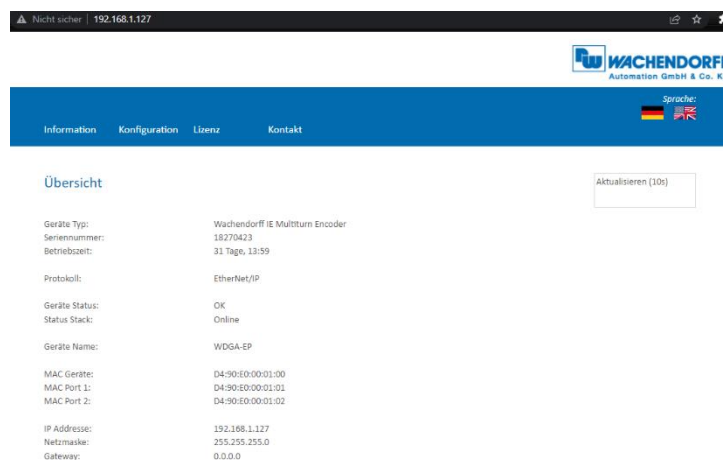 Nicht sicher | 192.168.1.127
WACHENDORFF
Automation GmbH & Co. K
Sprache:
Information Konfiguration Lizenz Kontakt
Übersicht
Aktualisieren (10s)
Geräte Typ: Wachendorff IE Multiturn Encoder
Seriennummer: 18270423
Betriebszeit: 31 Tage, 13:59
Protokoll: EtherNet/IP
Geräte Status: OK
Status Stack: Online
Geräte Name: WDGA-EP
MAC Geräte: D4:90:E0:00:01:00
MAC Port 1: D4:90:E0:00:01:01
MAC Port 2: D4:90:E0:00:01:02
IP Addresse: 192.168.1.127
Netzmaske: 255.255.255.0
Gateway: 0.0.0.0